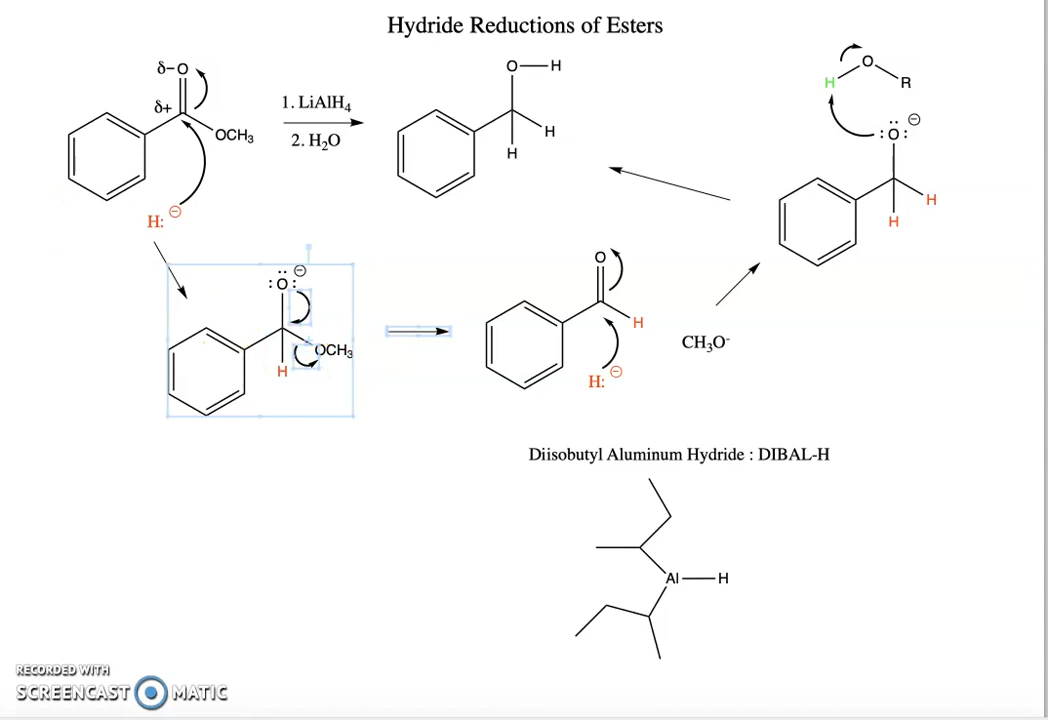 Hydride Reductions of Esters
δ-O
δ+
OCH₃
H:⊖
1. LiAlH₄
2. H₂O
O—H
H
H
H
O
R
:Ö:⊖
H
H
:Ö:⊖
OCH₃
H
O
H
H:⊖
CH₃O⁻
Diisobutyl Aluminum Hydride : DIBAL-H
Al—H
RECORDED WITH
SCREENCAST MATIC